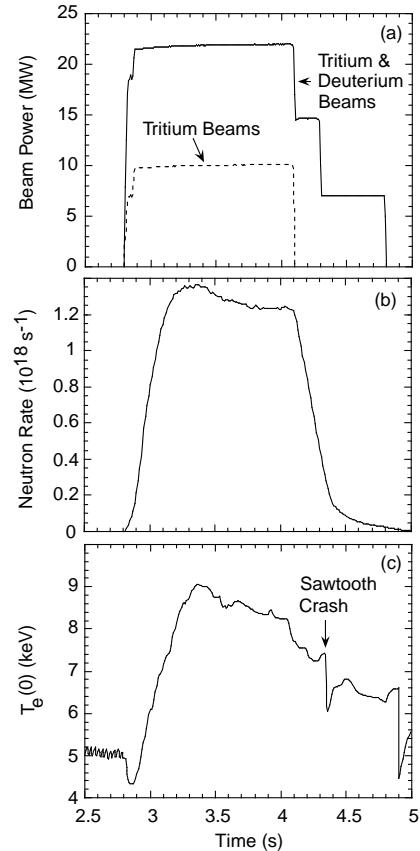 (a)
25
20
15
10
5
0
Beam Power (MW)
Tritium &
Deuterium
Beams
Tritium Beams
(b)
1.2
1
0.8
0.6
0.4
0.2
0
Neutron Rate (10^18 s^-1)
(c)
9
8
7
6
5
4
T_e(0) (keV)
Sawtooth
Crash
2.5 3 3.5 4 4.5 5
Time (s)